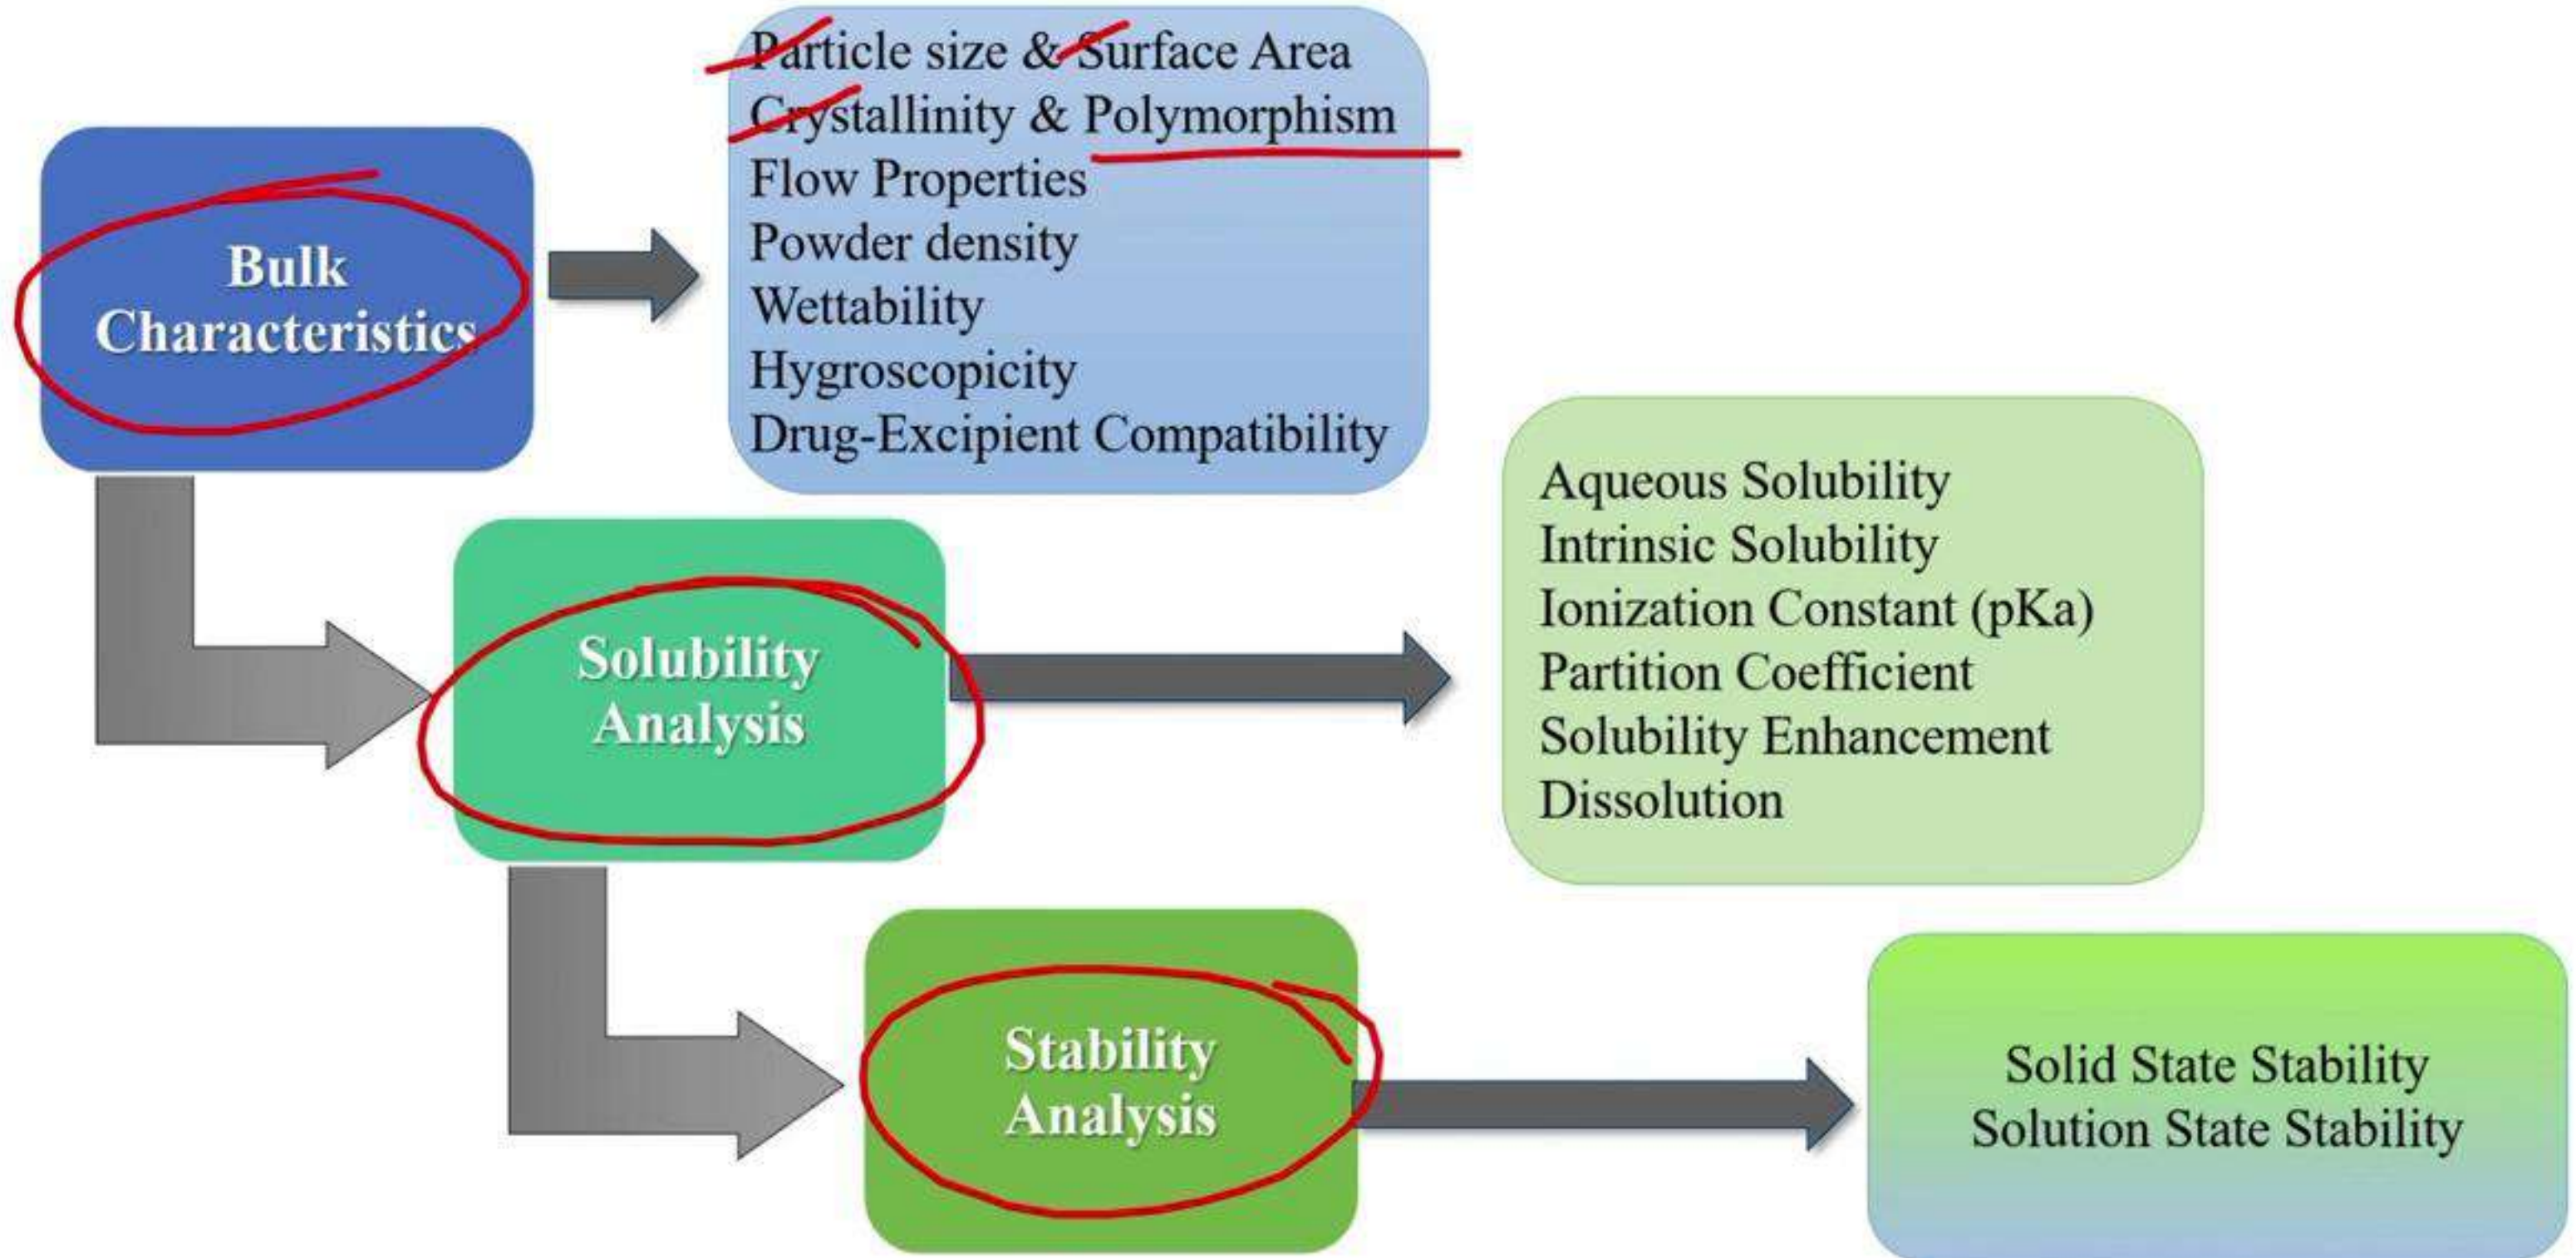 Bulk
Characteristics
Particle size & Surface Area
Crystallinity & Polymorphism
Flow Properties
Powder density
Wettability
Hygroscopicity
Drug-Excipient Compatibility
Solubility
Analysis
Aqueous Solubility
Intrinsic Solubility
Ionization Constant (pKa)
Partition Coefficient
Solubility Enhancement
Dissolution
Stability
Analysis
Solid State Stability
Solution State Stability